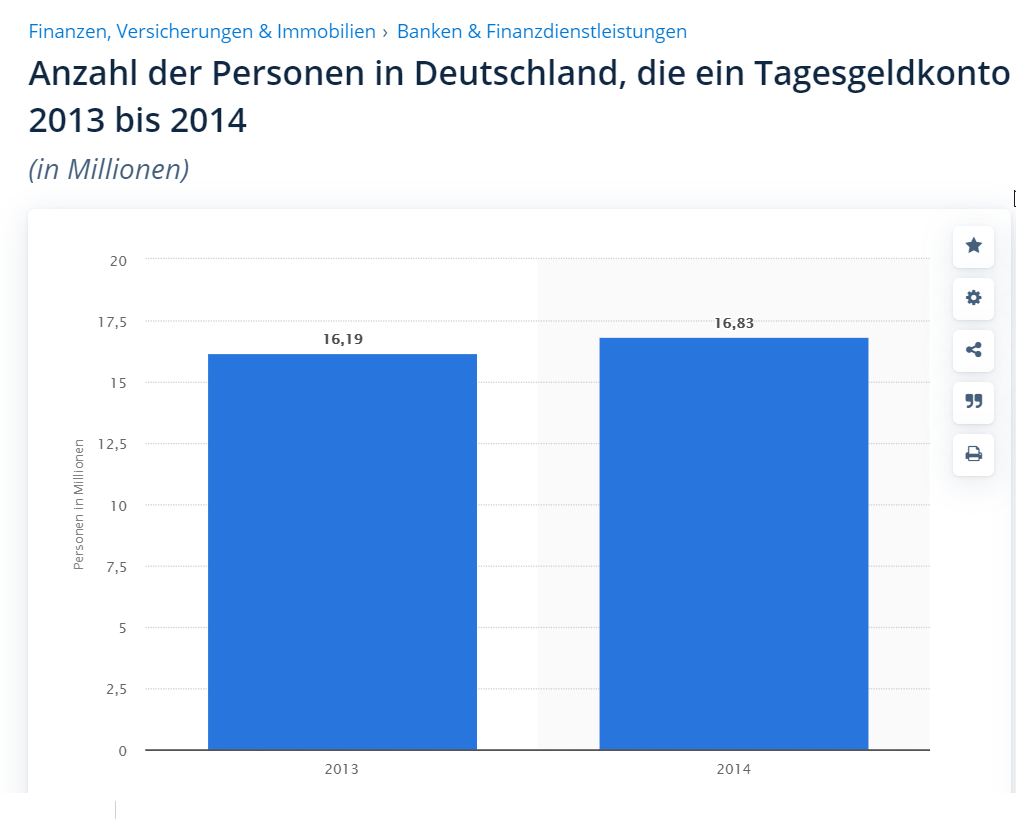 Finanzen, Versicherungen & Immobilien › Banken & Finanzdienstleistungen
Anzahl der Personen in Deutschland, die ein Tagesgeldkonto
2013 bis 2014
(in Millionen)
20
17,5
15
12,5
10
7,5
5
2,5
0
Personen in Millionen
16,19
16,83
2013
2014